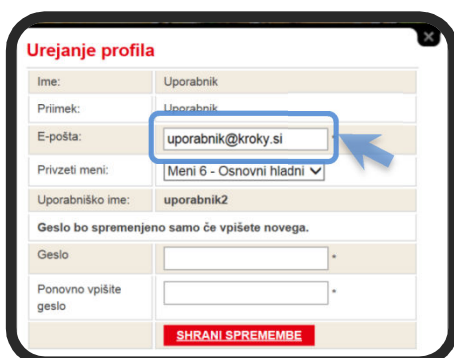 Urejanje profila
Ime: Uporabnik
Priimek: Uporabnik
E-pošta: uporabnik@kroky.si *
Privzeti meni: Meni 6 - Osnovni hladni
Uporabniško ime: uporabnik2
Geslo bo spremenjeno samo če vpišete novega.
Geslo *
Ponovno vpišite *
geslo
SHRANI SPREMEMBE